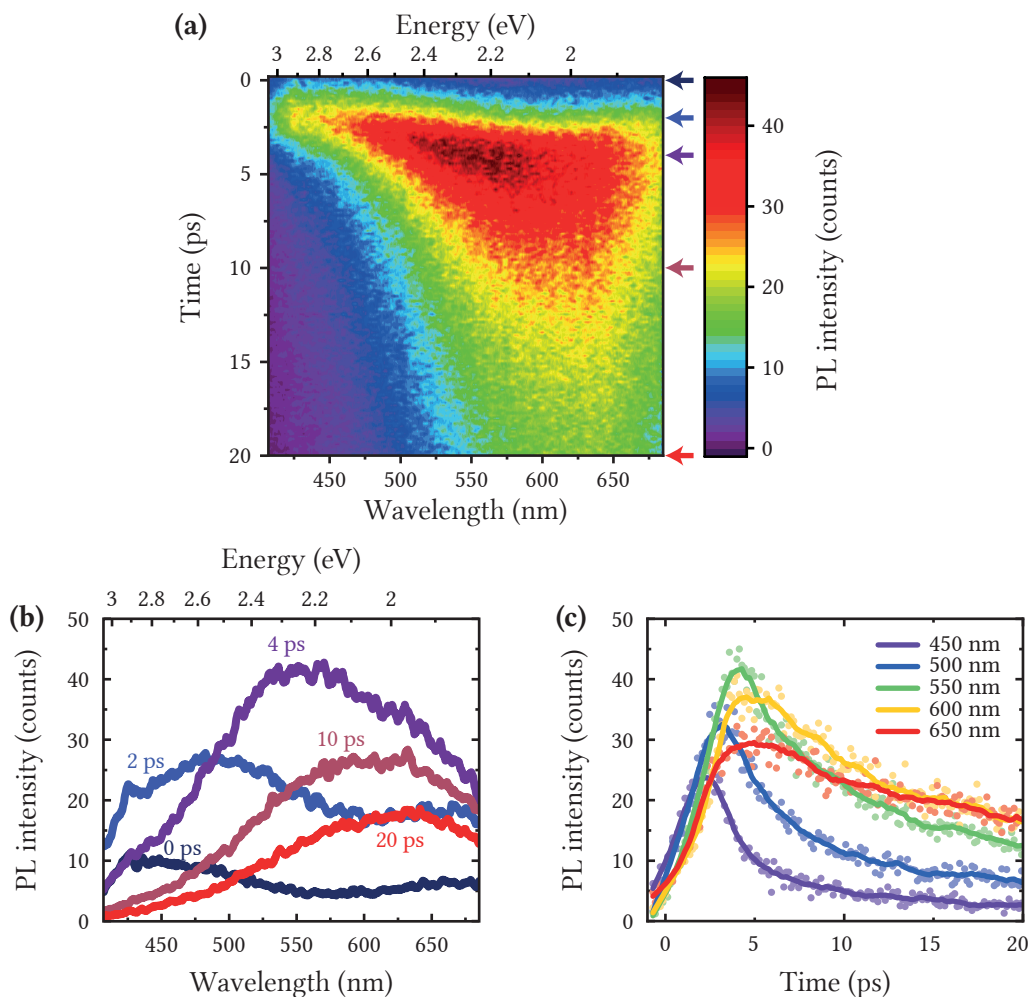 (a)
Energy (eV)
3 2.8 2.6 2.4 2.2 2
0
5
10
15
20
Time (ps)
450 500 550 600 650
Wavelength (nm)
40
30
20
10
0
PL intensity (counts)
(b)
Energy (eV)
3 2.8 2.6 2.4 2.2 2
50
40
30
20
10
0
PL intensity (counts)
4 ps
2 ps
10 ps
0 ps
20 ps
450 500 550 600 650
Wavelength (nm)
(c)
50
40
30
20
10
0
PL intensity (counts)
450 nm
500 nm
550 nm
600 nm
650 nm
0 5 10 15 20
Time (ps)